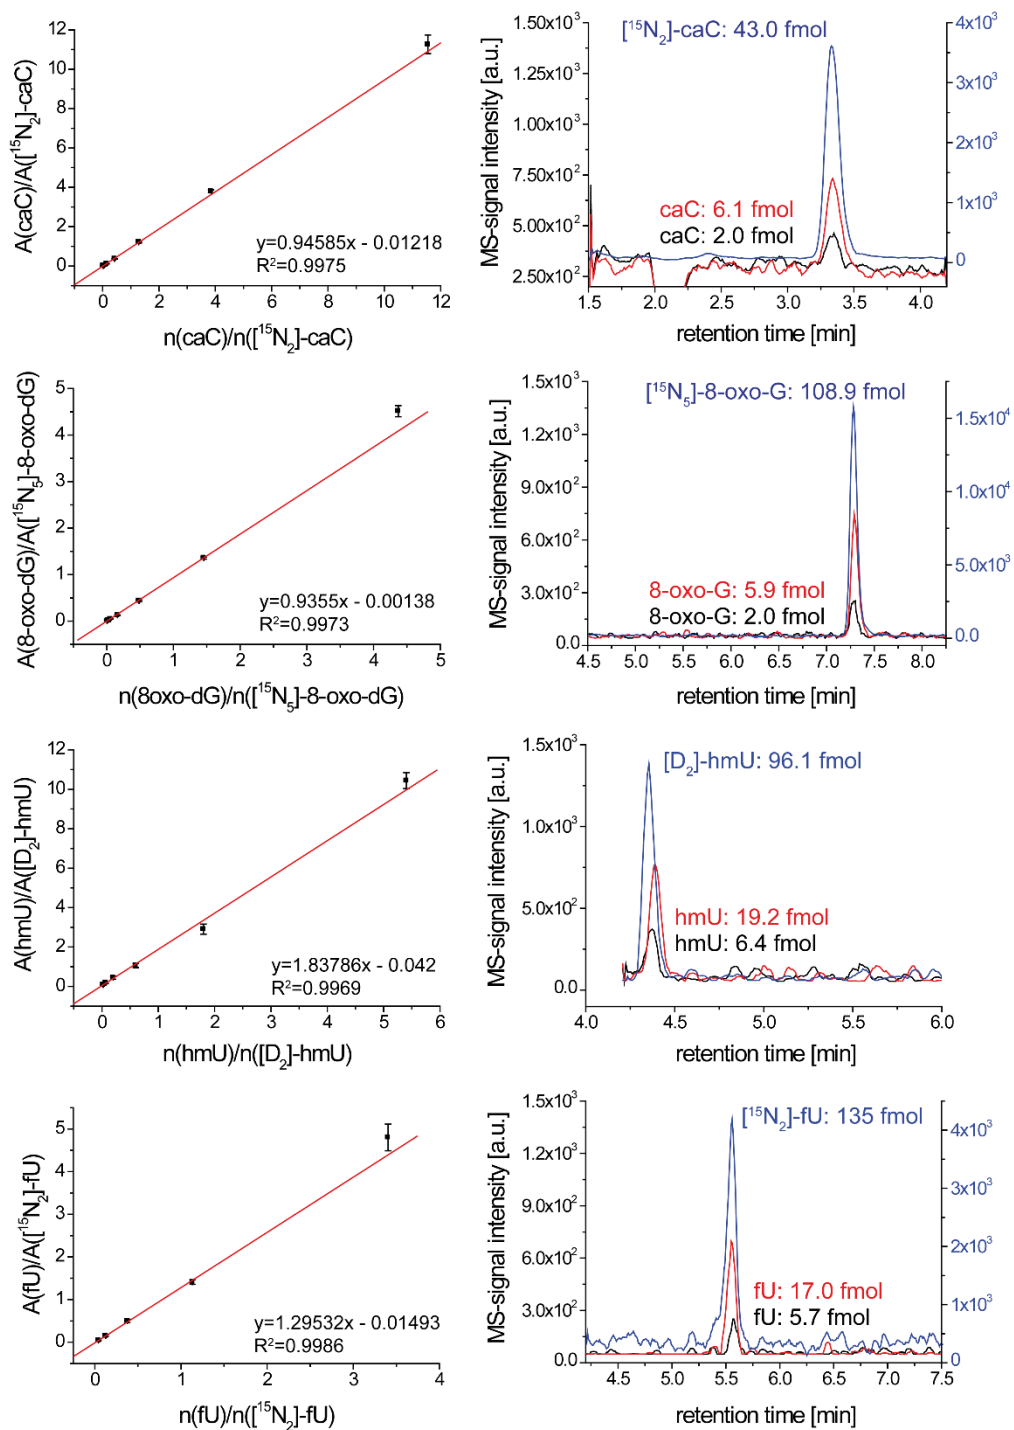 A(caC)/A([¹⁵N₂]-caC)
12
10
8
6
4
2
0
y=0.94585x - 0.01218
R²=0.9975
0 2 4 6 8 10 12
n(caC)/n([¹⁵N₂]-caC)
MS-signal intensity [a.u.]
1.50x10³
1.25x10³
1.00x10³
7.50x10²
5.00x10²
2.50x10²
[¹⁵N₂]-caC: 43.0 fmol
caC: 6.1 fmol
caC: 2.0 fmol
4x10³
3x10³
2x10³
1x10³
0
1.5 2.0 2.5 3.0 3.5 4.0
retention time [min]
A(8-oxo-dG)/A([¹⁵N₅]-8-oxo-dG)
5
4
3
2
1
0
y=0.9355x - 0.00138
R²=0.9973
0 1 2 3 4 5
n(8oxo-dG)/n([¹⁵N₅]-8-oxo-dG)
MS-signal intensity [a.u.]
1.5x10³
1.2x10³
9.0x10²
6.0x10²
3.0x10²
0.0
[¹⁵N₅]-8-oxo-G: 108.9 fmol
8-oxo-G: 5.9 fmol
8-oxo-G: 2.0 fmol
1.5x10⁴
1.0x10⁴
5.0x10³
0.0
4.5 5.0 5.5 6.0 6.5 7.0 7.5 8.0
retention time [min]
A(hmU)/A([D₂]-hmU)
12
10
8
6
4
2
0
y=1.83786x - 0.042
R²=0.9969
0 1 2 3 4 5 6
n(hmU)/n([D₂]-hmU)
MS-signal intensity [a.u.]
1.5x10³
1.0x10³
5.0x10²
0.0
[D₂]-hmU: 96.1 fmol
hmU: 19.2 fmol
hmU: 6.4 fmol
4.0 4.5 5.0 5.5 6.0
retention time [min]
A(fU)/A([¹⁵N₂]-fU)
5
4
3
2
1
0
y=1.29532x - 0.01493
R²=0.9986
0 1 2 3 4
n(fU)/n([¹⁵N₂]-fU)
MS-signal intensity [a.u.]
1.5x10³
1.2x10³
9.0x10²
6.0x10²
3.0x10²
0.0
[¹⁵N₂]-fU: 135 fmol
fU: 17.0 fmol
fU: 5.7 fmol
4x10³
3x10³
2x10³
1x10³
0
4.5 5.0 5.5 6.0 6.5 7.0 7.5
retention time [min]